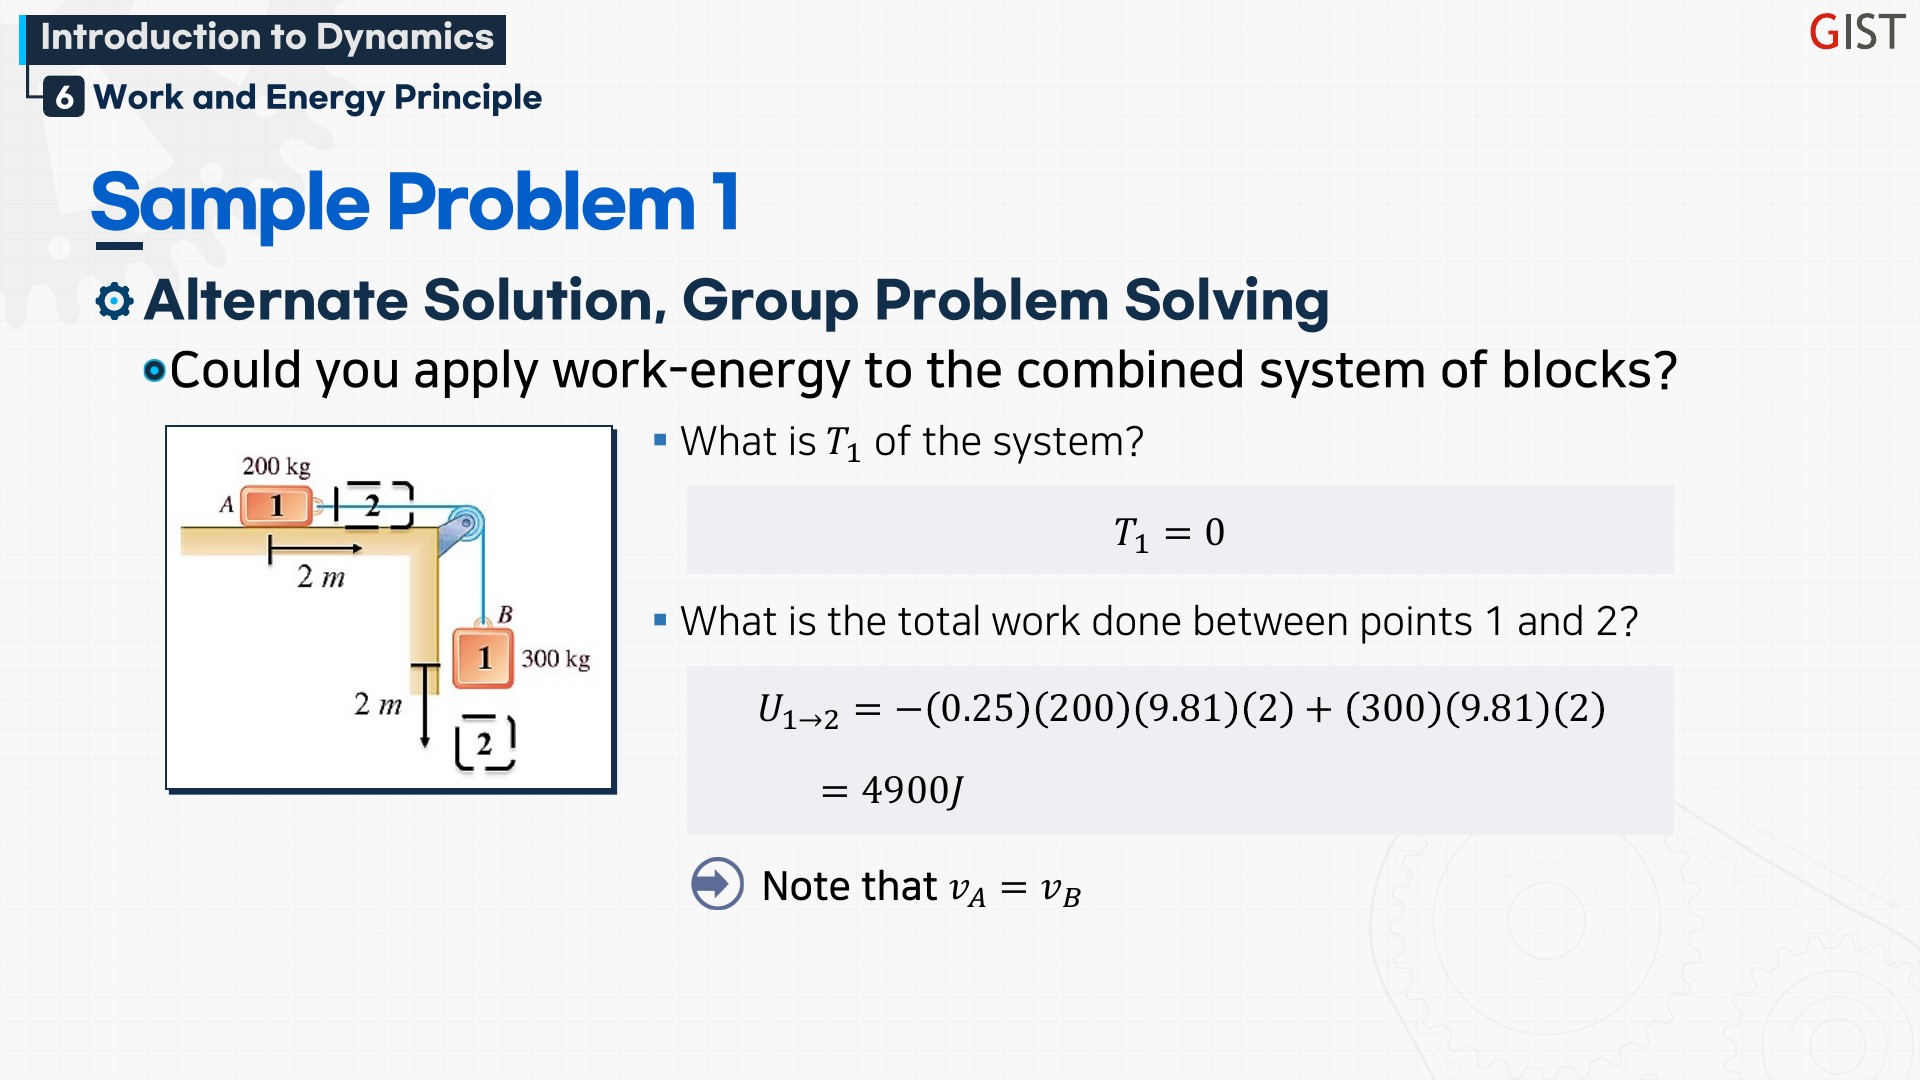 Introduction to Dynamics
GIST
6 Work and Energy Principle
Sample Problem 1
Alternate Solution, Group Problem Solving
Could you apply work-energy to the combined system of blocks?
What is T₁ of the system?
T₁ = 0
What is the total work done between points 1 and 2?
U₁→₂ = −(0.25)(200)(9.81)(2) + (300)(9.81)(2)
= 4900J
Note that v_A = v_B
200 kg
A 1 2
2 m
B
1 300 kg
2 m
2